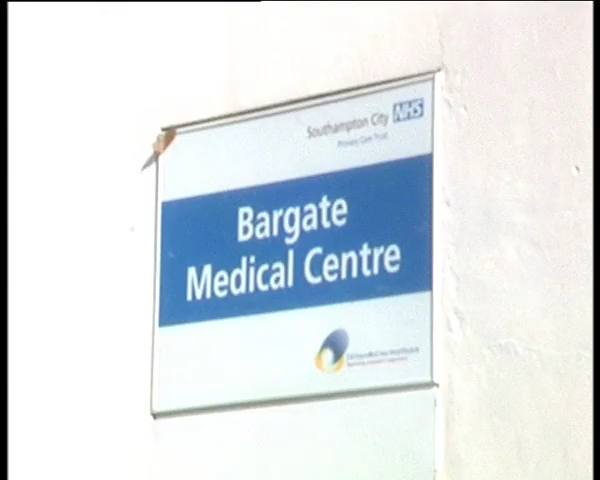 Southampton City NHS
Primary Care Trust
Bargate
Medical Centre